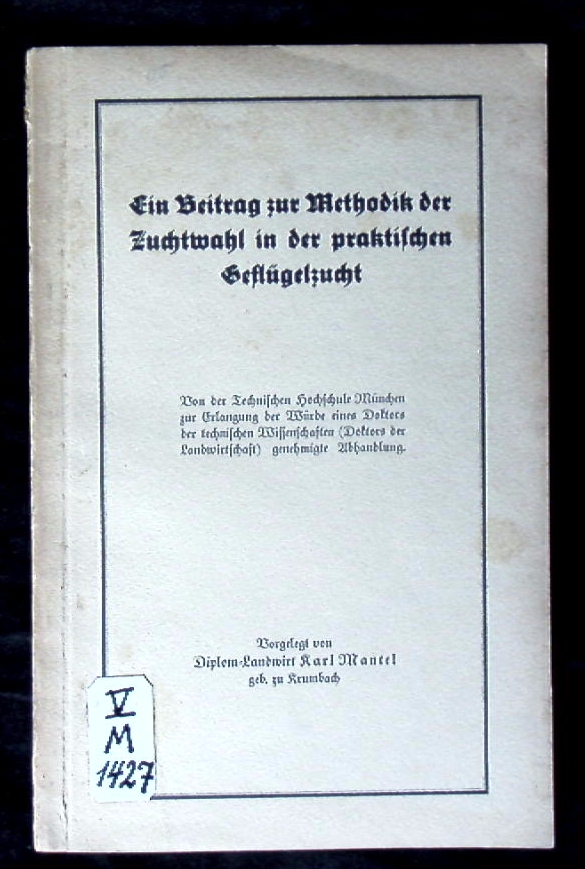 Ein Beitrag zur Methodik der
Zuchtwahl in der praktiſchen
Geflügelzucht
Von der Techniſchen Hochſchule München
zur Erlangung der Würde eines Doktors
der techniſchen Wiſſenſchaften (Doktors der
Landwirtſchaft) genehmigte Abhandlung.
Vorgelegt von
Diplom-Landwirt Karl Mantel
geb. zu Krumbach
V
M
1427